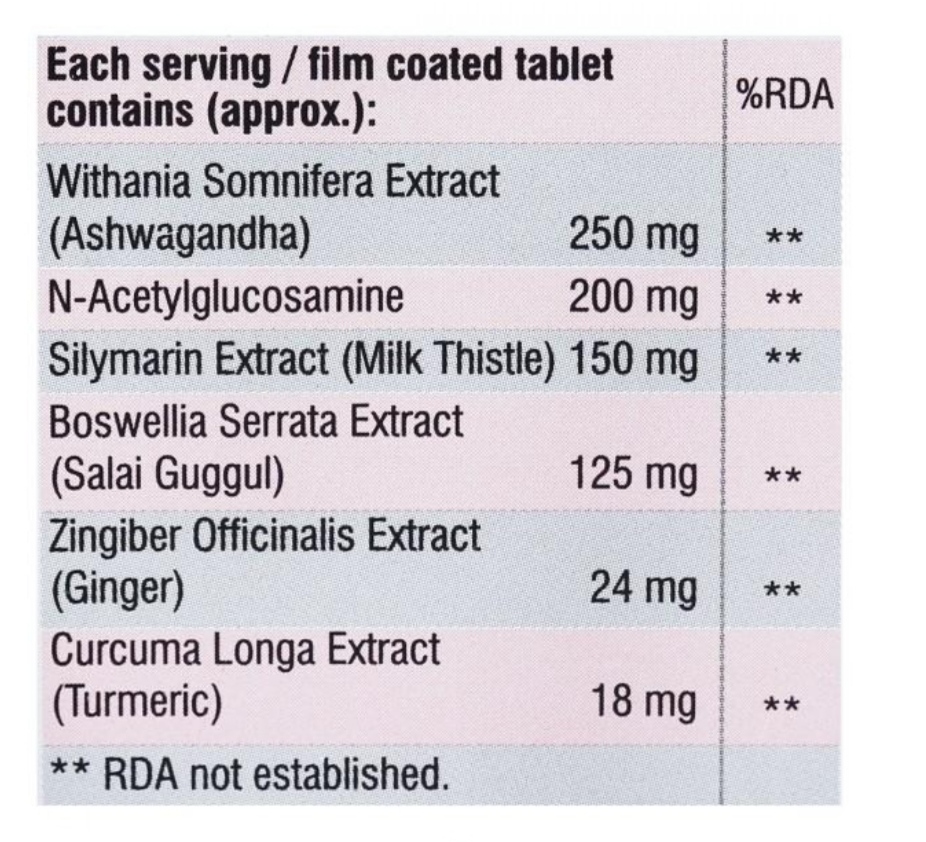 Each serving / film coated tablet
contains (approx.):
%RDA
Withania Somnifera Extract
(Ashwagandha) 250 mg **
N-Acetylglucosamine 200 mg **
Silymarin Extract (Milk Thistle) 150 mg **
Boswellia Serrata Extract
(Salai Guggul) 125 mg **
Zingiber Officinalis Extract
(Ginger) 24 mg **
Curcuma Longa Extract
(Turmeric) 18 mg **
** RDA not established.